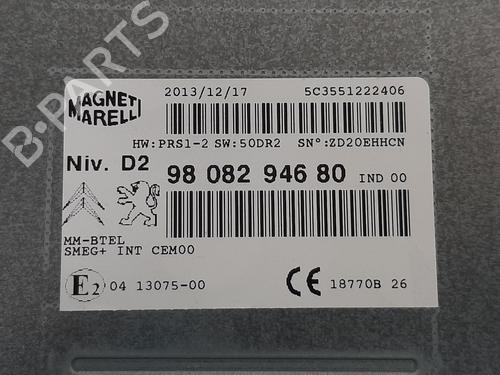 B-PARTS
MAGNETI MARELLI
2013/12/17 5C3551222406
HW:PRS1-2 SW:50DR2 SN°:ZD20EHHCN
Niv. D2 98 082 946 80 IND 00
MM-BTEL
SMEG+ INT CEM00
E2 04 13075-00 CE 18770B 26